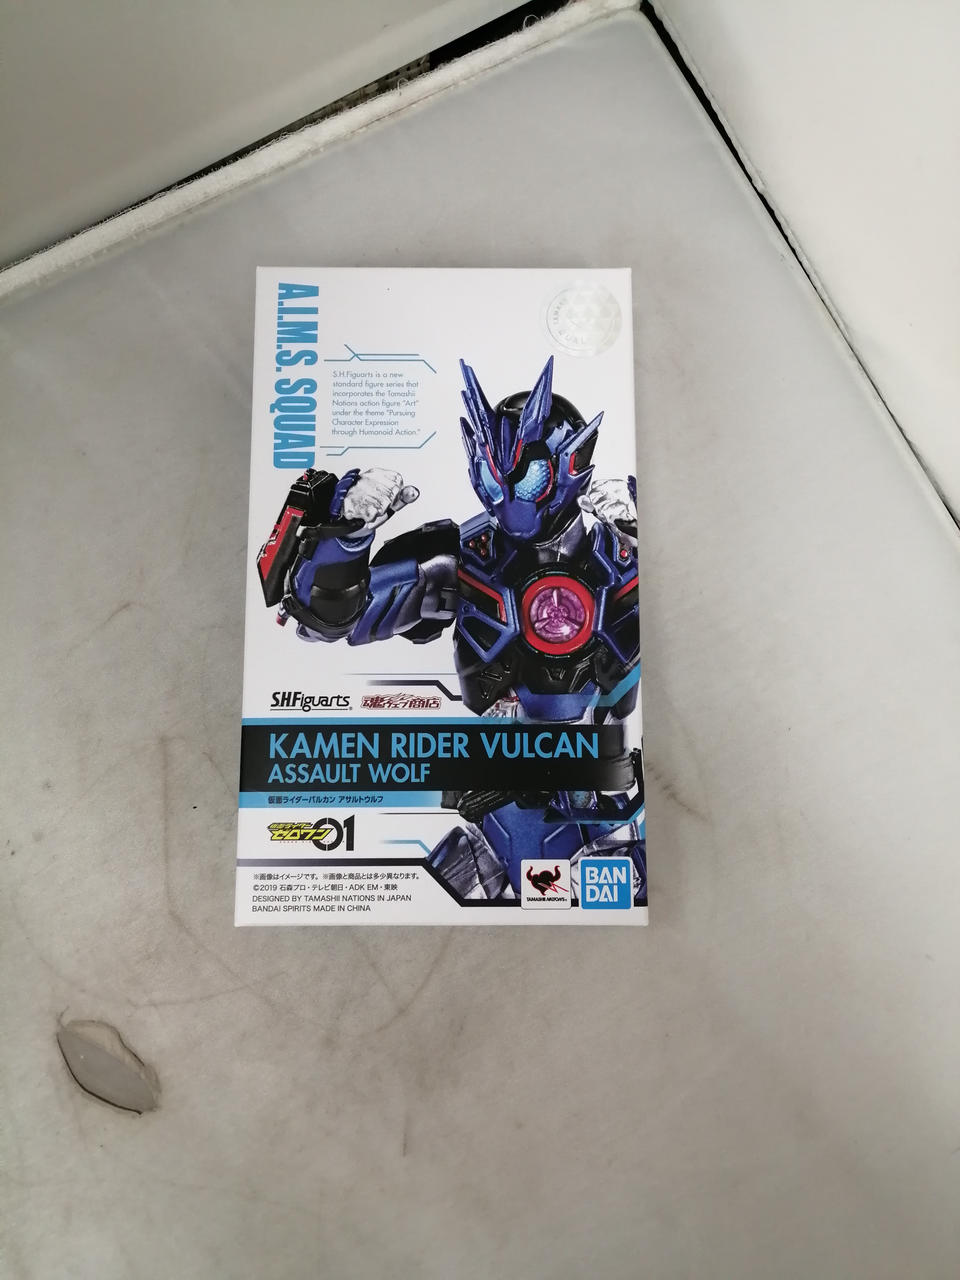 A.I.M.S. SQUAD
S.H.Figuarts is a new
standard figure series that
incorporates the Tamashii
Nations action figure "Art"
under the theme "Pursuing
Character Expression
through Humanoid Action."
S.H.Figuarts®
魂ウェブ商店
KAMEN RIDER VULCAN
ASSAULT WOLF
仮面ライダーバルカン アサルトウルフ
仮面ライダー
ゼロワン 01
※画像はイメージです。※画像と商品とは多少異なります。
©2019 石森プロ・テレビ朝日・ADK EM・東映
DESIGNED BY TAMASHII NATIONS IN JAPAN
BANDAI SPIRITS MADE IN CHINA
TAMASHII NATIONS
BAN
DAI